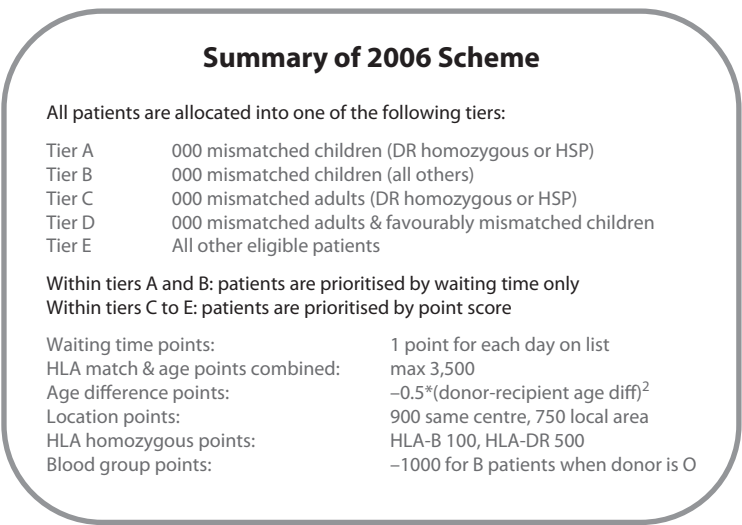 Summary of 2006 Scheme
All patients are allocated into one of the following tiers:
Tier A 000 mismatched children (DR homozygous or HSP)
Tier B 000 mismatched children (all others)
Tier C 000 mismatched adults (DR homozygous or HSP)
Tier D 000 mismatched adults & favourably mismatched children
Tier E All other eligible patients
Within tiers A and B: patients are prioritised by waiting time only
Within tiers C to E: patients are prioritised by point score
Waiting time points: 1 point for each day on list
HLA match & age points combined: max 3,500
Age difference points: –0.5*(donor-recipient age diff)²
Location points: 900 same centre, 750 local area
HLA homozygous points: HLA-B 100, HLA-DR 500
Blood group points: –1000 for B patients when donor is O